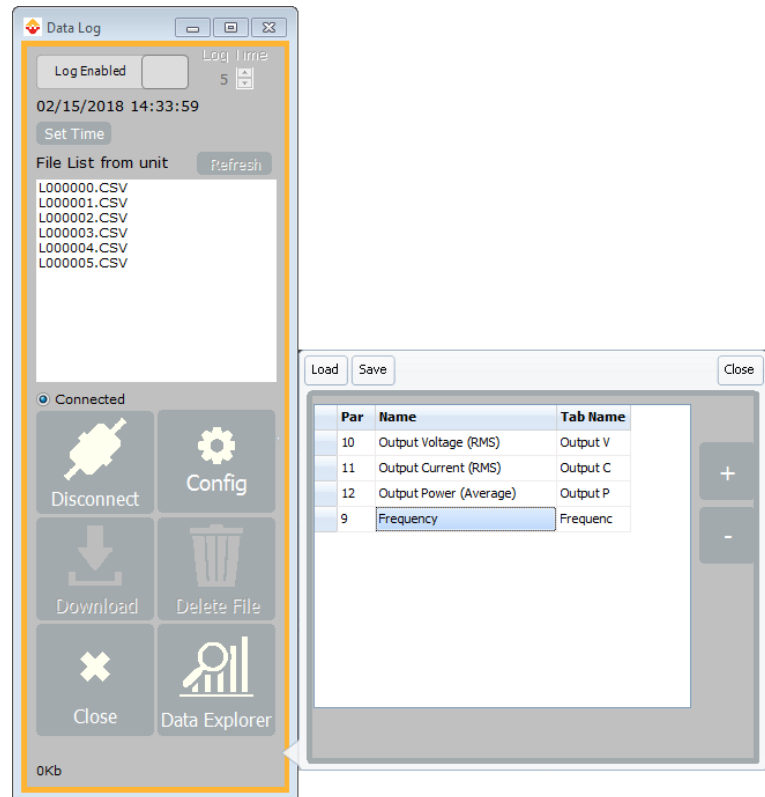 Data Log
Log Enabled
Log Time
5
02/15/2018 14:33:59
Set Time
File List from unit Refresh
L000000.CSV
L000001.CSV
L000002.CSV
L000003.CSV
L000004.CSV
L000005.CSV
Connected
Disconnect Config
Download Delete File
Close Data Explorer
0Kb
Load Save Close
Par Name Tab Name
10 Output Voltage (RMS) Output V
11 Output Current (RMS) Output C
12 Output Power (Average) Output P
9 Frequency Frequenc
+
-